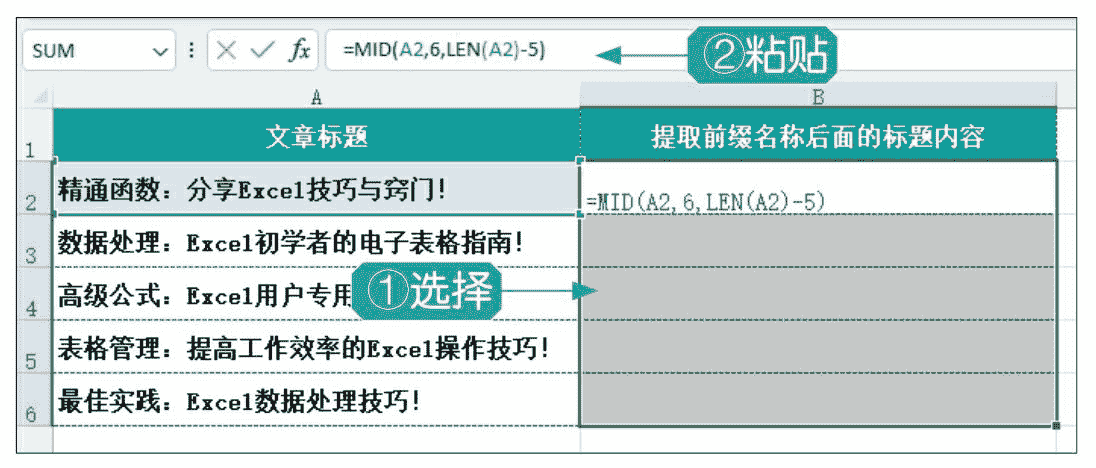 SUM fx =MID(A2,6,LEN(A2)-5) ②粘贴
A B
1 文章标题 提取前缀名称后面的标题内容
2 精通函数：分享Excel技巧与窍门！ =MID(A2,6,LEN(A2)-5)
3 数据处理：Excel初学者的电子表格指南！
4 高级公式：Excel用户专用 ①选择
5 表格管理：提高工作效率的Excel操作技巧！
6 最佳实践：Excel数据处理技巧！